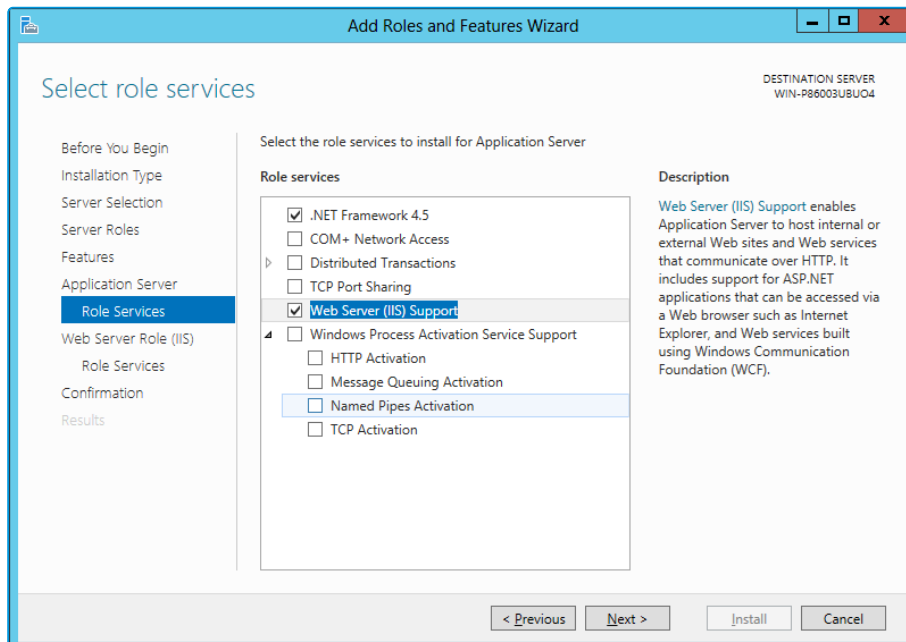 Add Roles and Features Wizard
Select role services
DESTINATION SERVER
WIN-P86003UBUO4
Before You Begin
Installation Type
Server Selection
Server Roles
Features
Application Server
Role Services
Web Server Role (IIS)
Role Services
Confirmation
Results
Select the role services to install for Application Server
Role services
.NET Framework 4.5
COM+ Network Access
Distributed Transactions
TCP Port Sharing
Web Server (IIS) Support
Windows Process Activation Service Support
HTTP Activation
Message Queuing Activation
Named Pipes Activation
TCP Activation
Description
Web Server (IIS) Support enables
Application Server to host internal or
external Web sites and Web services
that communicate over HTTP. It
includes support for ASP.NET
applications that can be accessed via
a Web browser such as Internet
Explorer, and Web services built
using Windows Communication
Foundation (WCF).
< Previous
Next >
Install
Cancel